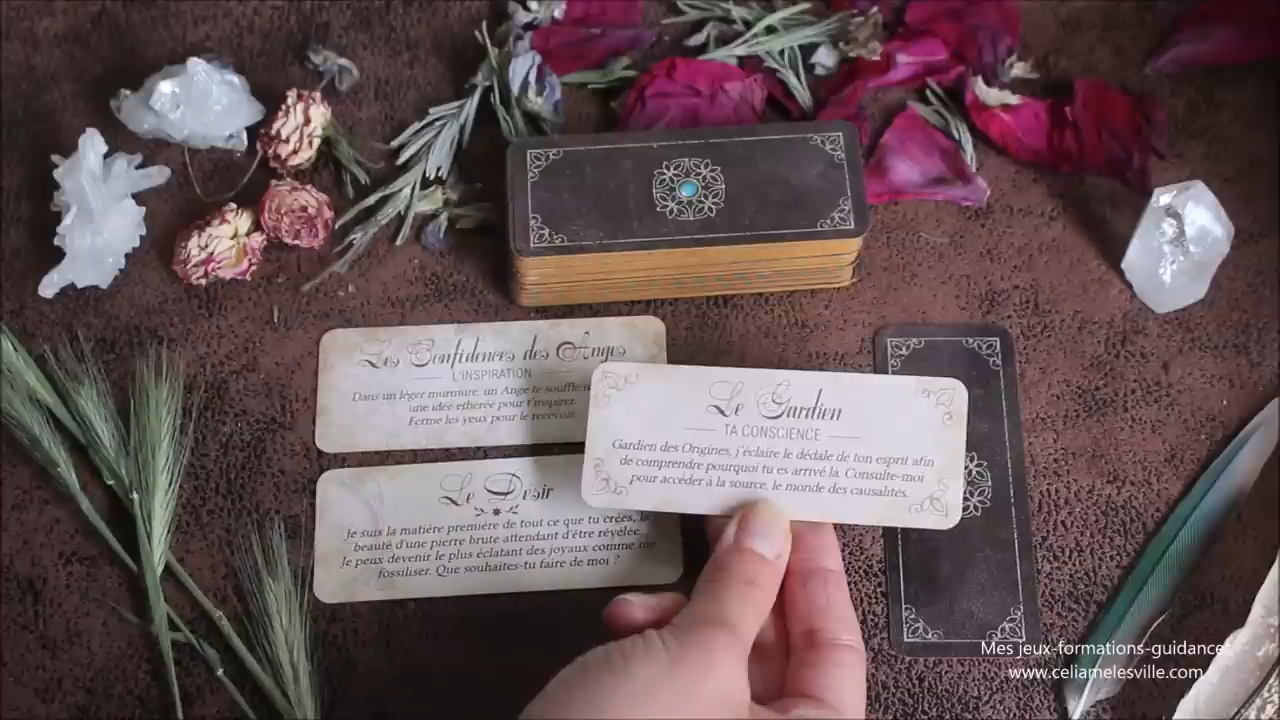 Les Confidences des Anges
L'INSPIRATION
Dans un léger murmure, un Ange te souffle
une idée éthérée pour t'inspirer.
Ferme les yeux pour le recevoir.
Le Gardien
TA CONSCIENCE
Gardien des Origines, j'éclaire le dédale de ton esprit afin
de comprendre pourquoi tu es arrivé là. Consulte-moi
pour accéder à la source, le monde des causalités.
Le Désir
Je suis la matière première de tout ce que tu crées, la
beauté d'une pierre brute attendant d'être révélée.
Je peux devenir le plus éclatant des joyaux comme me
fossiliser. Que souhaites-tu faire de moi ?
Mes jeux-formations-guidance:
www.celiamelesville.com